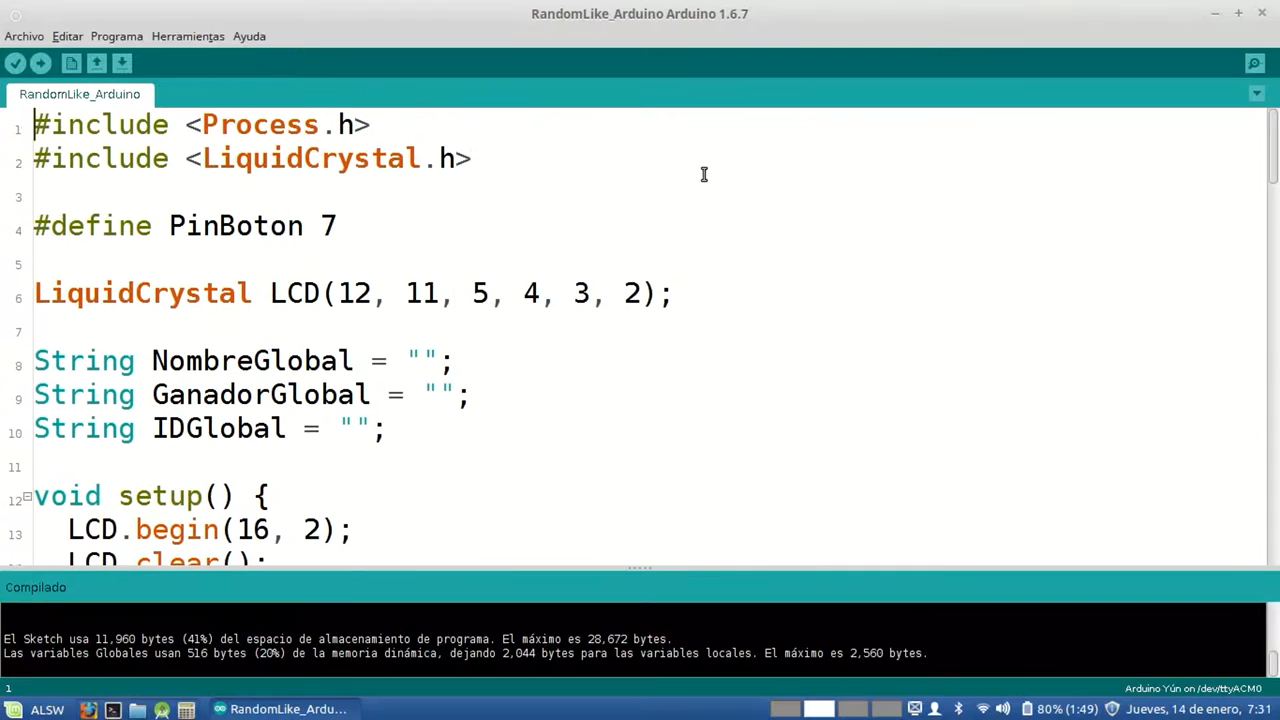 RandomLike_Arduino Arduino 1.6.7
Archivo Editar Programa Herramientas Ayuda
RandomLike_Arduino
1 #include <Process.h>
2 #include <LiquidCrystal.h>
3
4 #define PinBoton 7
5
6 LiquidCrystal LCD(12, 11, 5, 4, 3, 2);
7
8 String NombreGlobal = "";
9 String GanadorGlobal = "";
10 String IDGlobal = "";
11
12 void setup() {
13 LCD.begin(16, 2);
LCD.clear();
Compilado
El Sketch usa 11,960 bytes (41%) del espacio de almacenamiento de programa. El máximo es 28,672 bytes.
Las variables Globales usan 516 bytes (20%) de la memoria dinámica, dejando 2,044 bytes para las variables locales. El máximo es 2,560 bytes.
1 Arduino Yún on /dev/ttyACM0
ALSW RandomLike_Ardu... 80% (1:49) Jueves, 14 de enero, 7:31